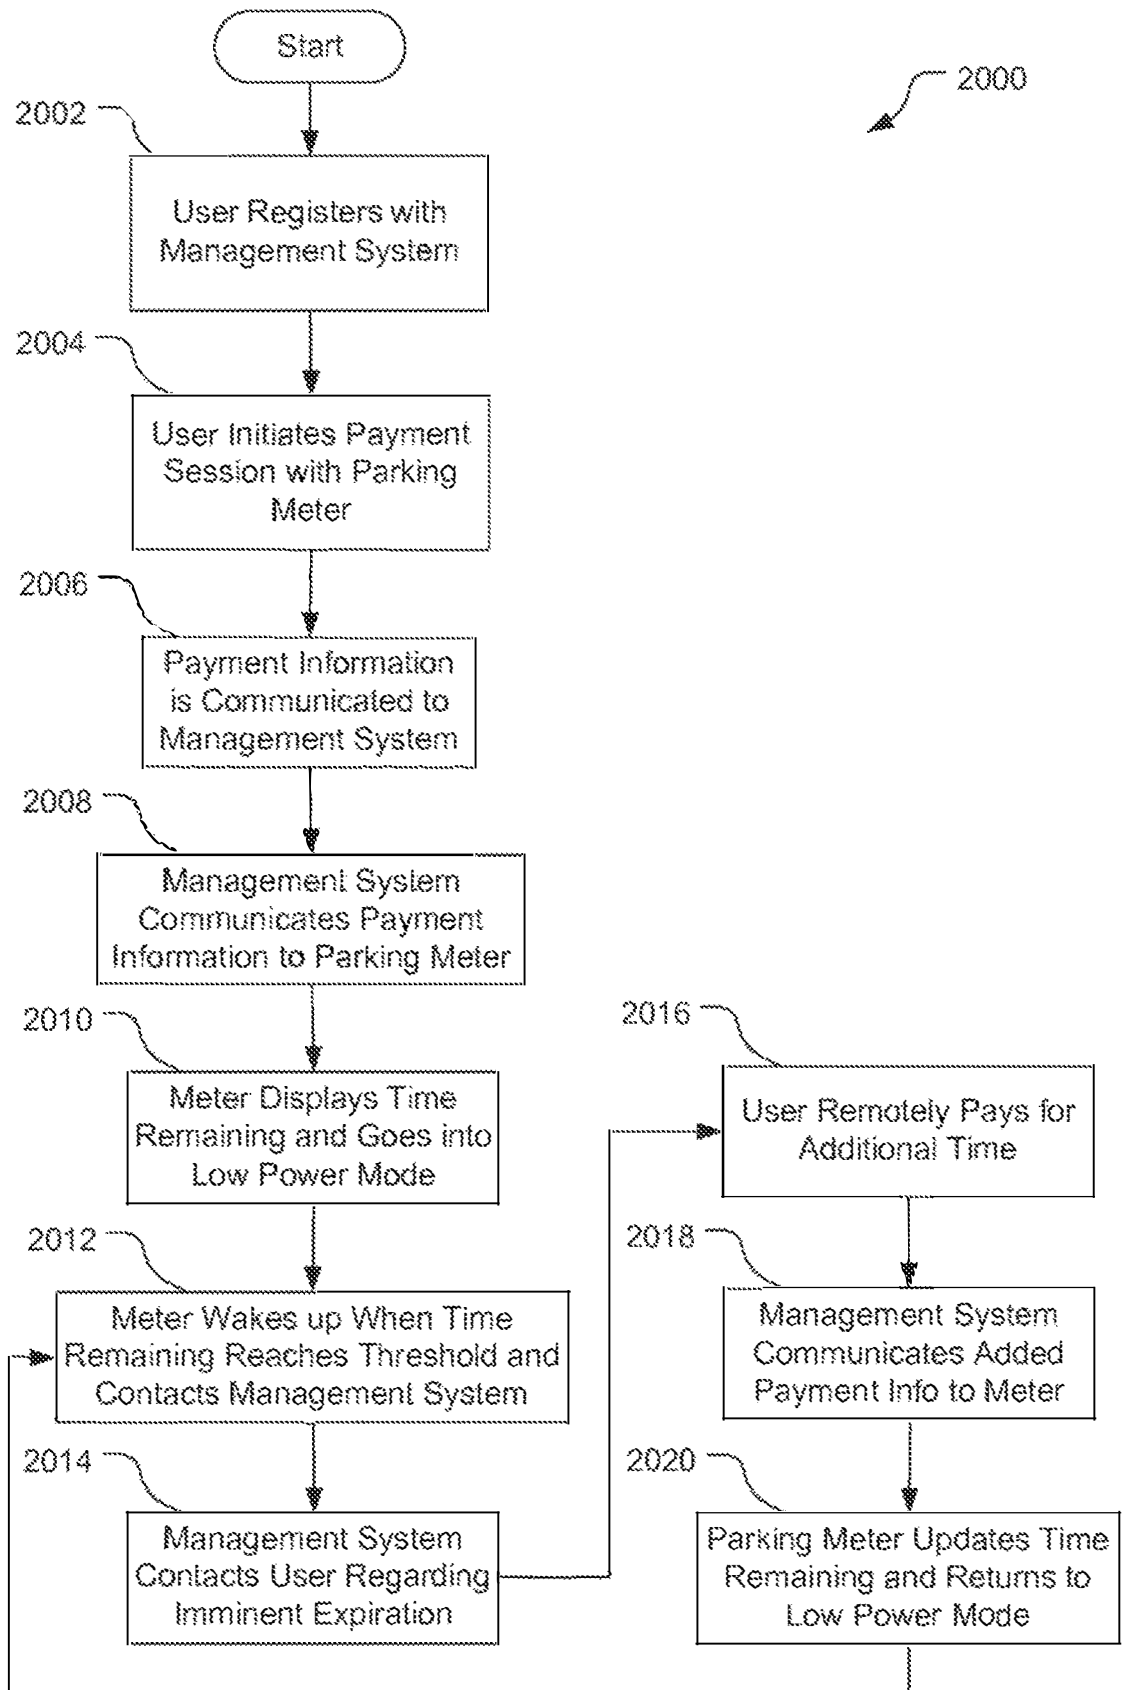 Start
2000
2002
User Registers with
Management System
2004
User Initiates Payment
Session with Parking
Meter
2006
Payment Information
is Communicated to
Management System
2008
Management System
Communicates Payment
Information to Parking Meter
2010
Meter Displays Time
Remaining and Goes into
Low Power Mode
2012
Meter Wakes up When Time
Remaining Reaches Threshold and
Contacts Management System
2014
Management System
Contacts User Regarding
Imminent Expiration
2016
User Remotely Pays for
Additional Time
2018
Management System
Communicates Added
Payment Info to Meter
2020
Parking Meter Updates Time
Remaining and Returns to
Low Power Mode